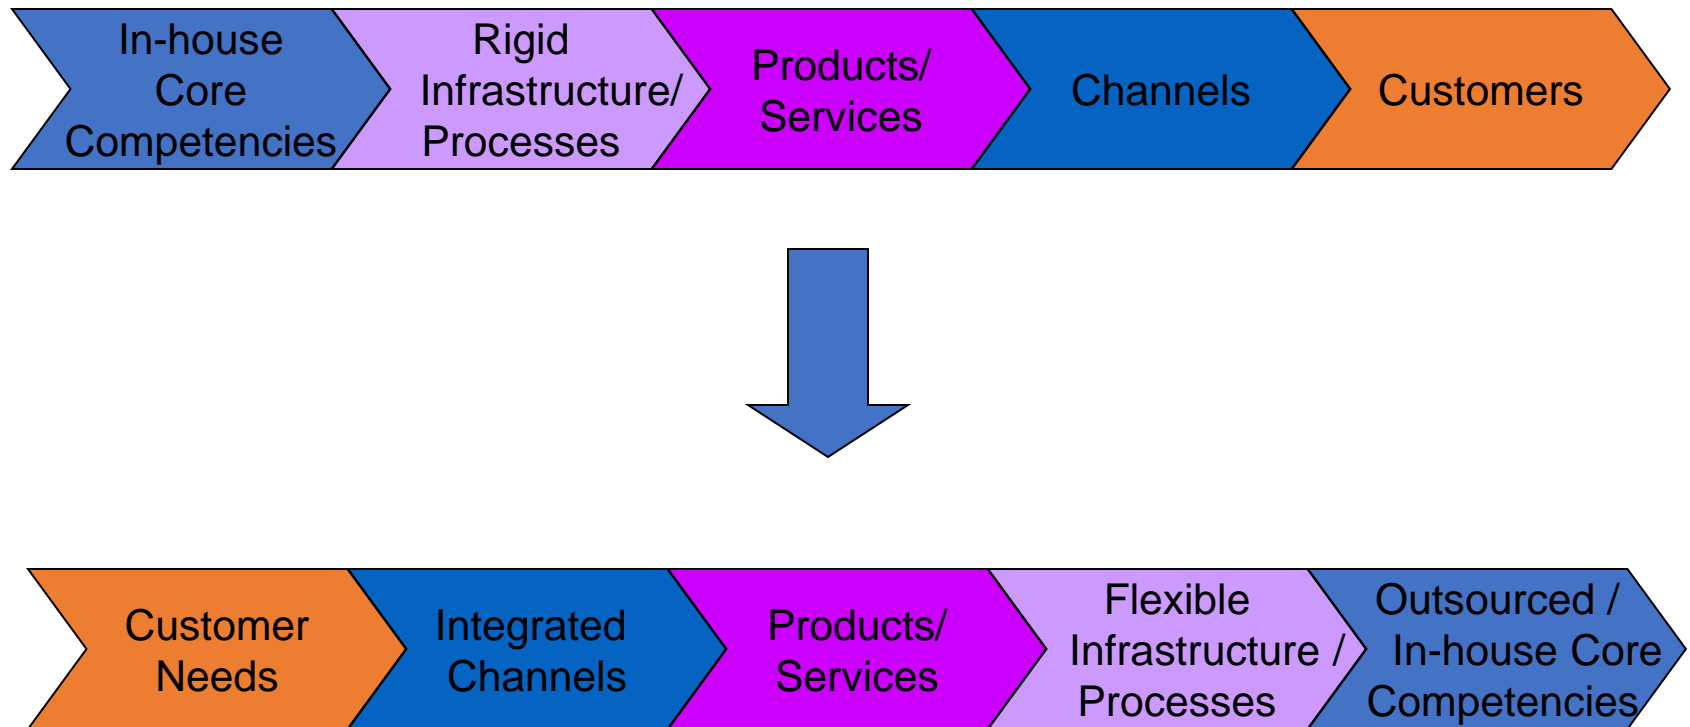 In-house
Core
Competencies
Rigid
Infrastructure/
Processes
Products/
Services
Channels
Customers
Customer
Needs
Integrated
Channels
Products/
Services
Flexible
Infrastructure /
Processes
Outsourced /
In-house Core
Competencies